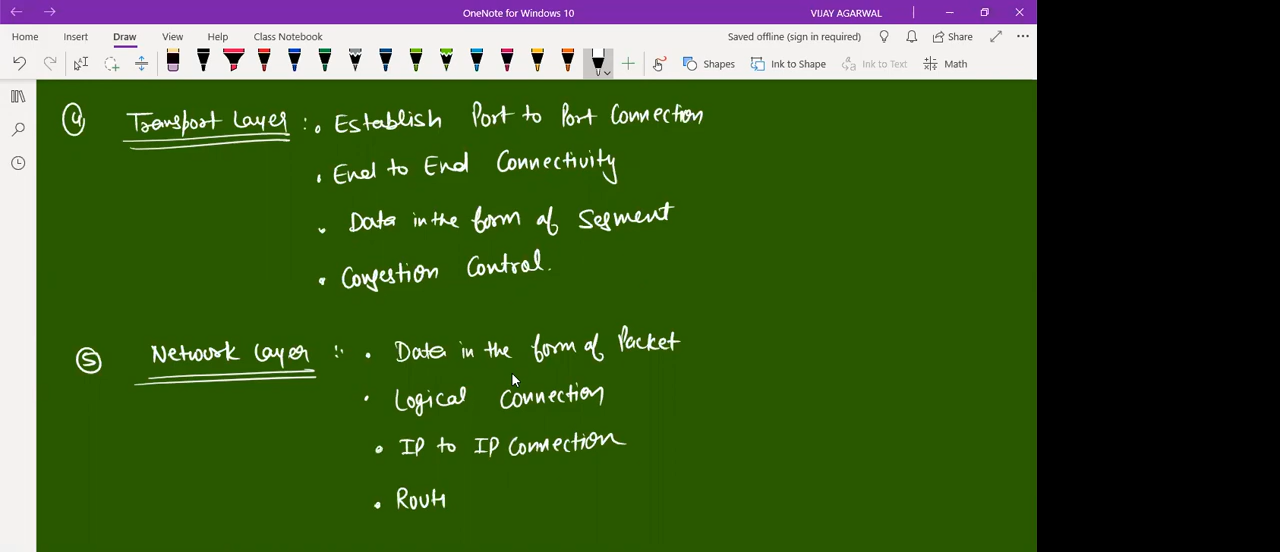 OneNote for Windows 10
VIJAY AGARWAL
Home Insert Draw View Help Class Notebook
Saved offline (sign in required) Share
Shapes Ink to Shape Ink to Text Math
4 Transport Layer :. Establish Port to Port Connection
. End to End Connectivity
. Data in the form of Segment
. Congestion Control.
5 Network Layer :. . Data in the form of Packet
. Logical Connection
. IP to IP Connection
. Routi